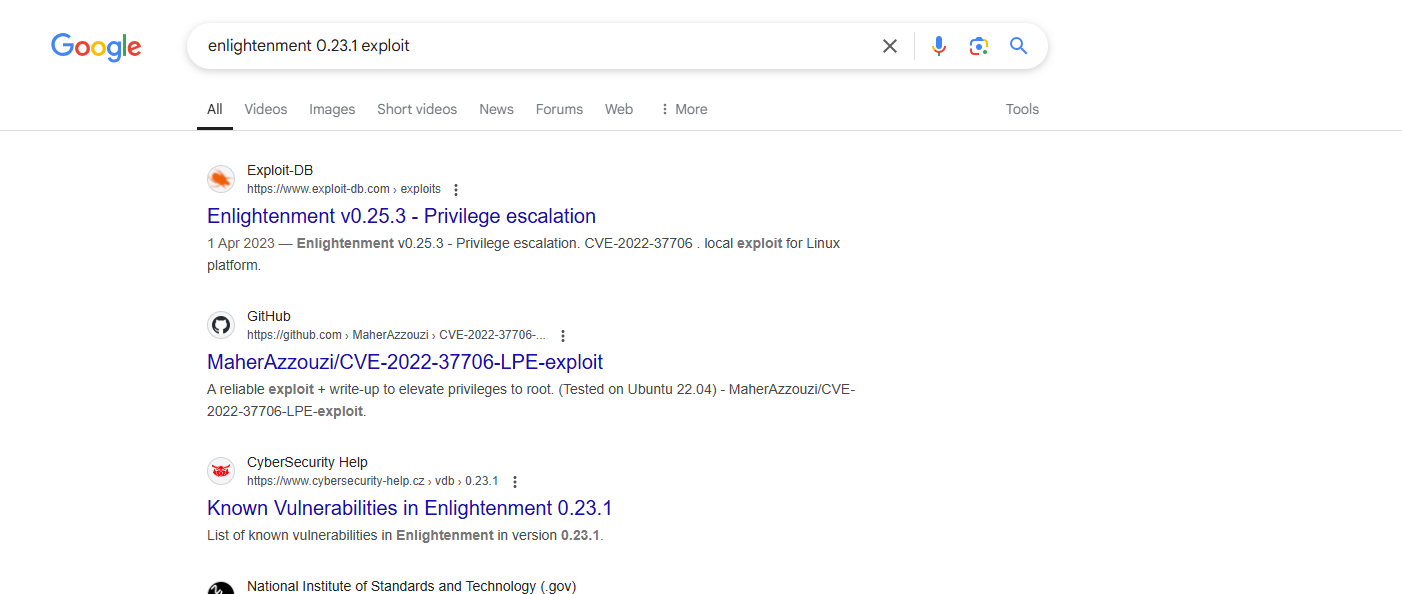 Google
enlightenment 0.23.1 exploit
All Videos Images Short videos News Forums Web More Tools
Exploit-DB
https://www.exploit-db.com › exploits
Enlightenment v0.25.3 - Privilege escalation
1 Apr 2023 — Enlightenment v0.25.3 - Privilege escalation. CVE-2022-37706 . local exploit for Linux
platform.
GitHub
https://github.com › MaherAzzouzi › CVE-2022-37706-...
MaherAzzouzi/CVE-2022-37706-LPE-exploit
A reliable exploit + write-up to elevate privileges to root. (Tested on Ubuntu 22.04) - MaherAzzouzi/CVE-
2022-37706-LPE-exploit.
CyberSecurity Help
https://www.cybersecurity-help.cz › vdb › 0.23.1
Known Vulnerabilities in Enlightenment 0.23.1
List of known vulnerabilities in Enlightenment in version 0.23.1.
National Institute of Standards and Technology (.gov)